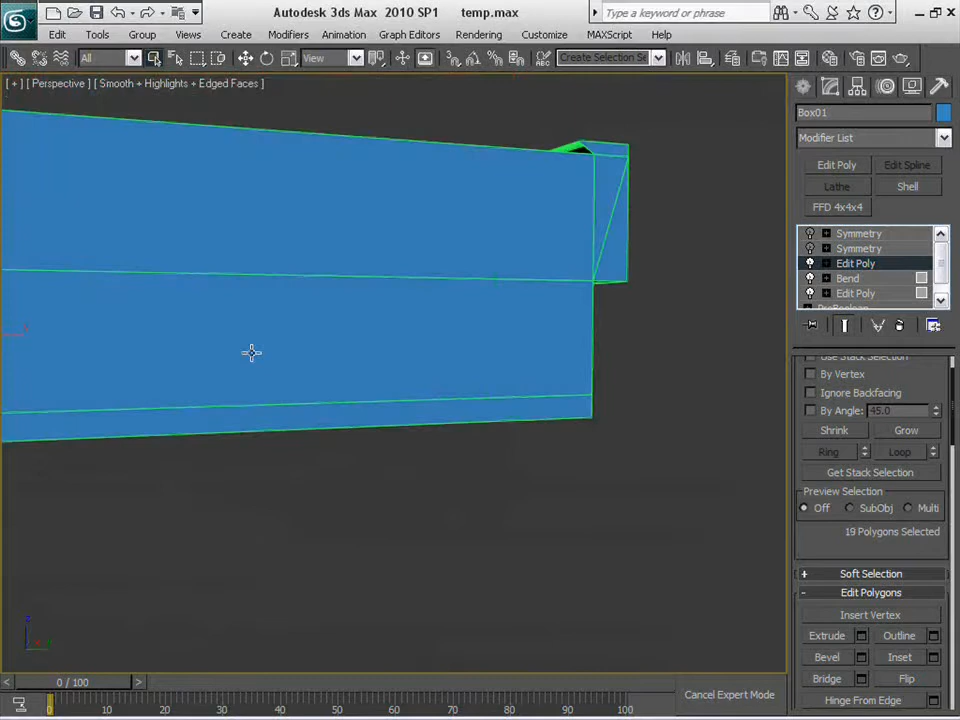 Autodesk 3ds Max 2010 SP1 temp.max
Type a keyword or phrase
Edit Tools Group Views Create Modifiers Animation Graph Editors Rendering Customize MAXScript Help
All View Create Selection Se
[ + ] [ Perspective ] [ Smooth + Highlights + Edged Faces ]
Box01
Modifier List
Edit Poly Edit Spline
Lathe Shell
FFD 4x4x4
Symmetry
Symmetry
Edit Poly
Bend
Edit Poly
ProBoolean
Use Stack Selection
By Vertex
Ignore Backfacing
By Angle: 45.0
Shrink Grow
Ring Loop
Get Stack Selection
Preview Selection
Off SubObj Multi
19 Polygons Selected
+ Soft Selection
- Edit Polygons
Insert Vertex
Extrude Outline
Bevel Inset
Bridge Flip
Hinge From Edge
< 0 / 100 >
Cancel Expert Mode
0 10 20 30 40 50 60 70 80 90 100